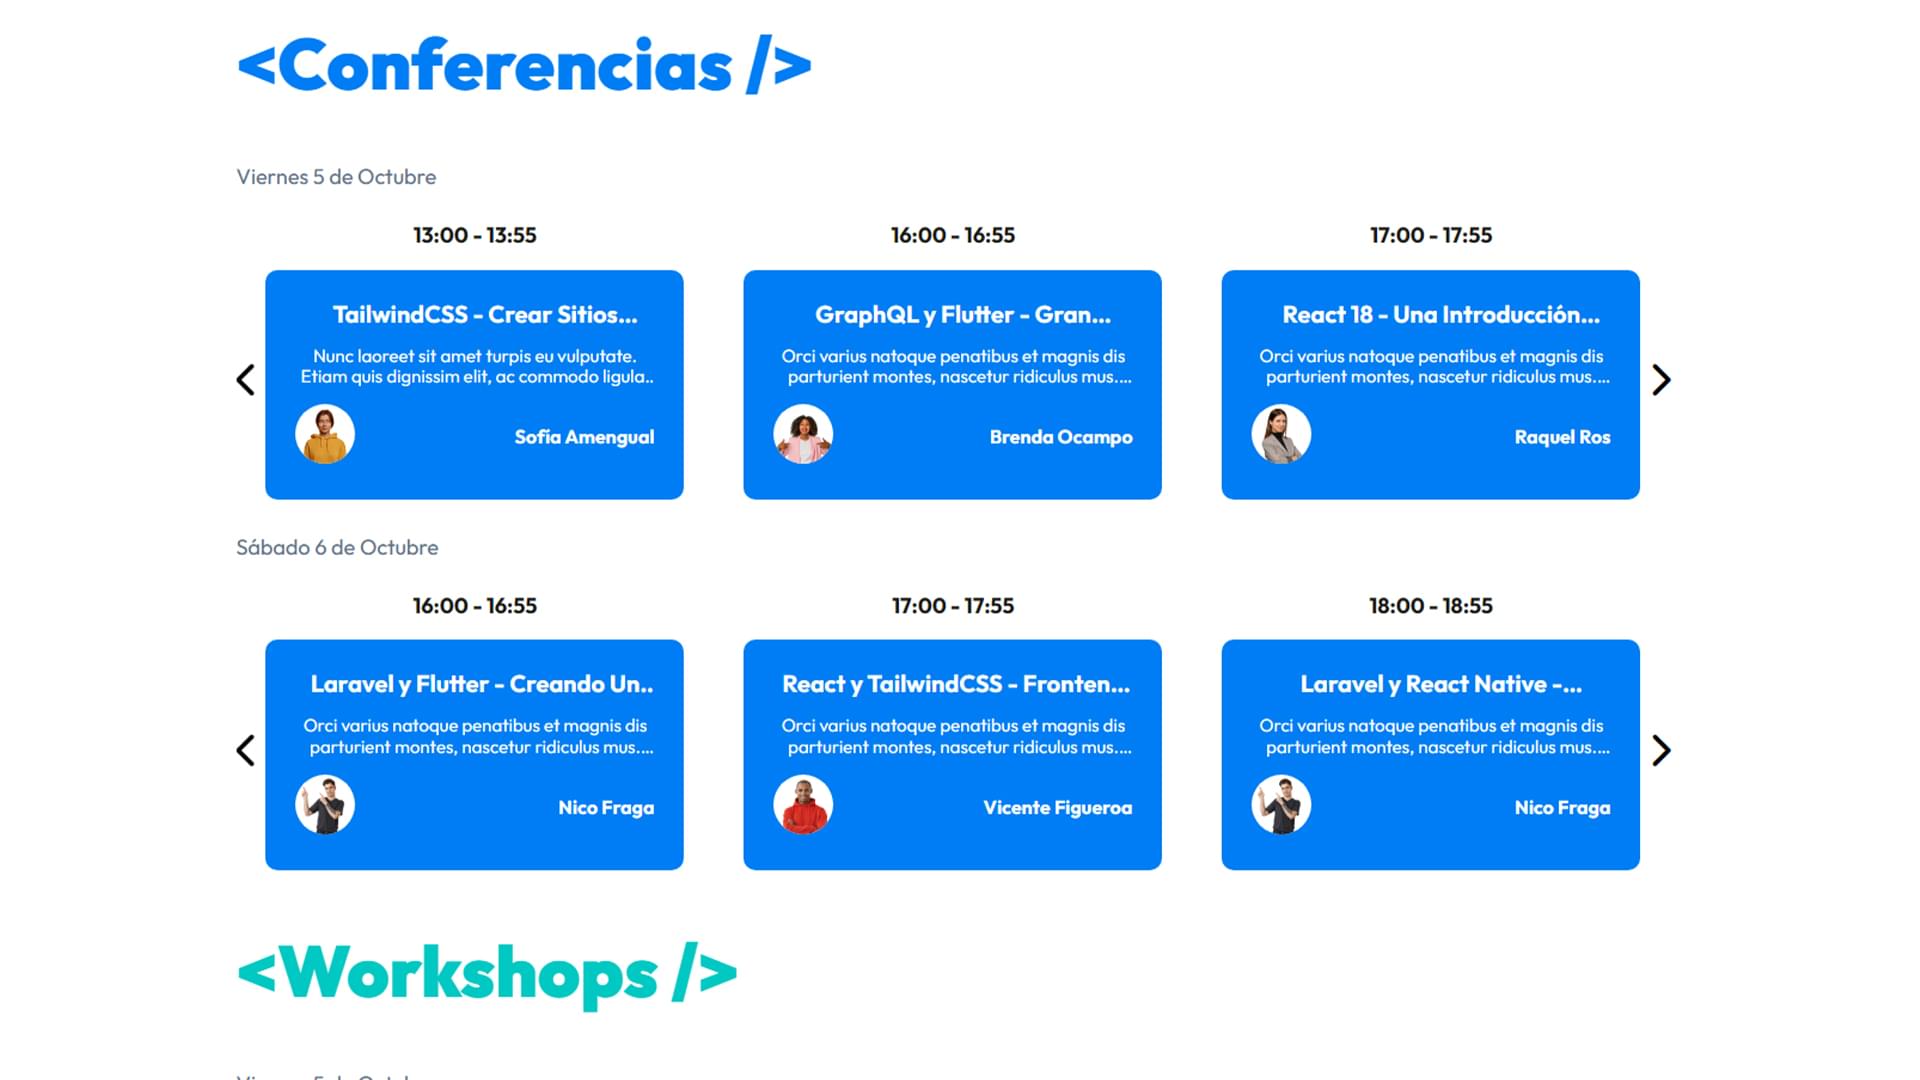 <Conferencias />
Viernes 5 de Octubre
13:00 - 13:55
16:00 - 16:55
17:00 - 17:55
TailwindCSS - Crear Sitios...
Nunc laoreet sit amet turpis eu vulputate.
Etiam quis dignissim elit, ac commodo ligula..
Sofía Amengual
GraphQL y Flutter - Gran...
Orci varius natoque penatibus et magnis dis
parturient montes, nascetur ridiculus mus....
Brenda Ocampo
React 18 - Una Introducción...
Orci varius natoque penatibus et magnis dis
parturient montes, nascetur ridiculus mus....
Raquel Ros
Sábado 6 de Octubre
16:00 - 16:55
17:00 - 17:55
18:00 - 18:55
Laravel y Flutter - Creando Un..
Orci varius natoque penatibus et magnis dis
parturient montes, nascetur ridiculus mus....
Nico Fraga
React y TailwindCSS - Fronten...
Orci varius natoque penatibus et magnis dis
parturient montes, nascetur ridiculus mus....
Vicente Figueroa
Laravel y React Native -...
Orci varius natoque penatibus et magnis dis
parturient montes, nascetur ridiculus mus....
Nico Fraga
<Workshops />